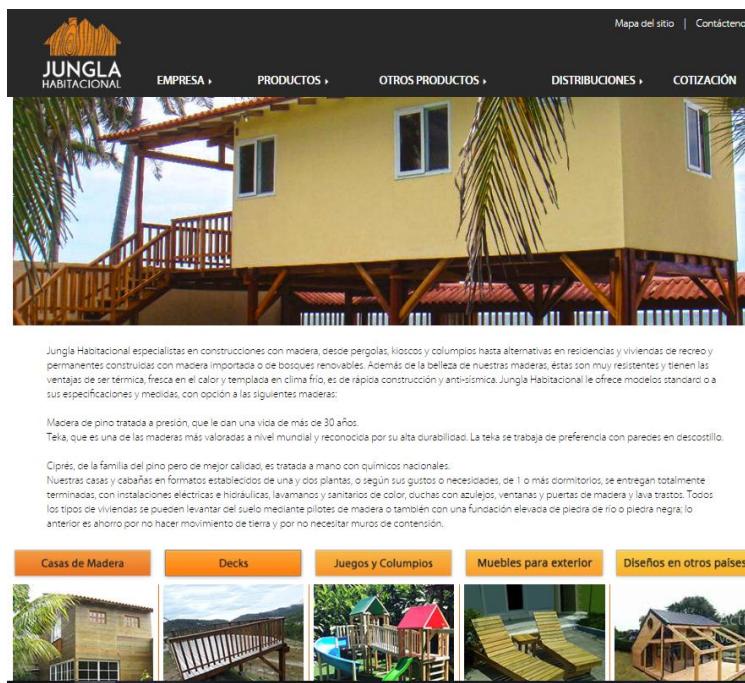 Mapa del sitio | Contáctenos
JUNGLA
HABITACIONAL
EMPRESA
PRODUCTOS
OTROS PRODUCTOS
DISTRIBUCIONES
COTIZACIÓN
Jungla Habitacional especialistas en construcciones con madera, desde pergolas, kioscos y columpios hasta alternativas en residencias y viviendas de recreo y
permanentes construidas con madera importada o de bosques renovables. Además de la belleza de nuestras maderas, éstas son muy resistentes y tienen las
ventajas de ser térmica, fresca en el calor y templada en clima frío, es de rápida construcción y anti-sísmica. Jungla Habitacional le ofrece modelos standard o a
sus especificaciones y medidas, con opción a las siguientes maderas:
Madera de pino tratada a presión, que le dan una vida de más de 30 años.
Teka, que es una de las maderas más valoradas a nivel mundial y reconocida por su alta durabilidad. La teka se trabaja de preferencia con paredes en descostillo.
Ciprés, de la familia del pino pero de mejor calidad, es tratada a mano con químicos nacionales.
Nuestras casas y cabañas en formatos establecidos de una y dos plantas, o según sus gustos o necesidades, de 1 o más dormitorios, se entregan totalmente
terminadas, con instalaciones eléctricas e hidráulicas, lavamanos y sanitarios de color, duchas con azulejos, ventanas y puertas de madera y lava trastos. Todos
los tipos de viviendas se pueden levantar del suelo mediante pilotes de madera o también con una fundación elevada de piedra de río o piedra negra; lo
anterior es ahorro por no hacer movimiento de tierra y por no necesitar muros de contensión.
Casas de Madera
Decks
Juegos y Columpios
Muebles para exterior
Diseños en otros países